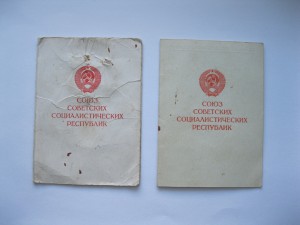 СОЮЗ
СОВЕТСКИХ
СОЦИАЛИСТИЧЕСКИХ
РЕСПУБЛИК
СОЮЗ
СОВЕТСКИХ
СОЦИАЛИСТИЧЕСКИХ
РЕСПУБЛИК